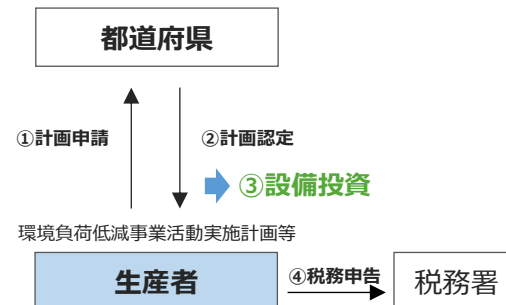 都道府県
①計画申請
②計画認定
③設備投資
環境負荷低減事業活動実施計画等
生産者
④税務申告
税務署